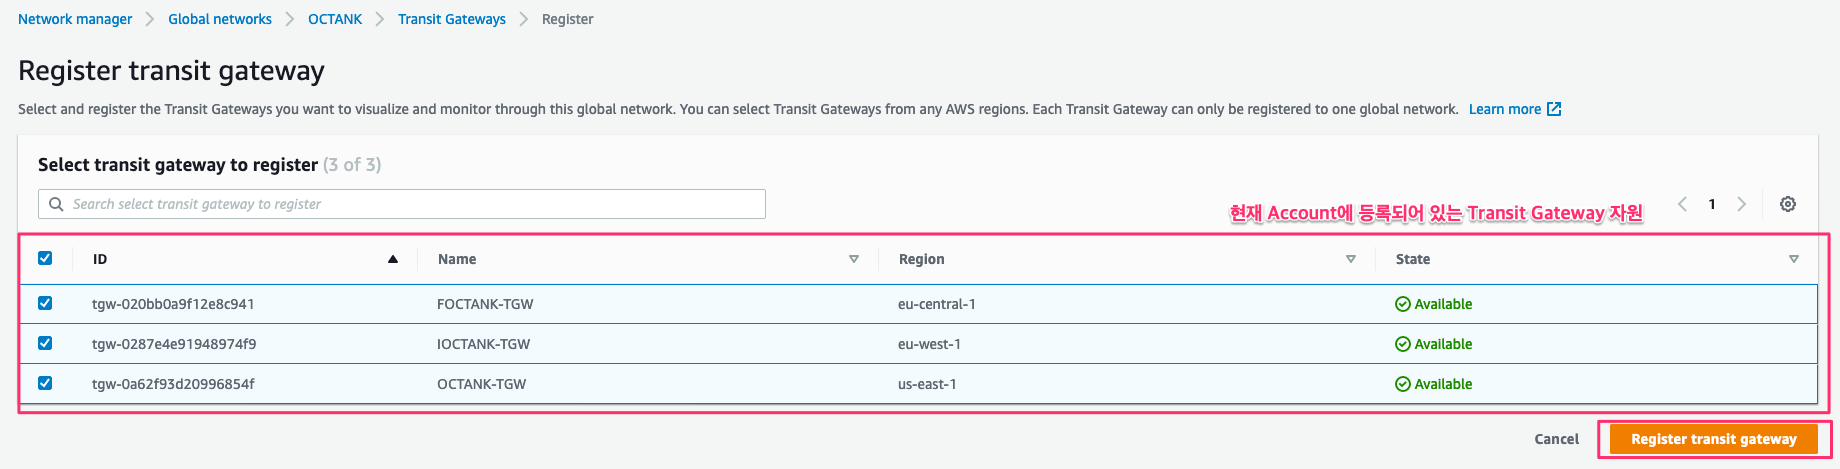 Network manager > Global networks > OCTANK > Transit Gateways > Register
Register transit gateway
Select and register the Transit Gateways you want to visualize and monitor through this global network. You can select Transit Gateways from any AWS regions. Each Transit Gateway can only be registered to one global network. Learn more
Select transit gateway to register (3 of 3)
Search select transit gateway to register
현재 Account에 등록되어 있는 Transit Gateway 자원
1
ID Name Region State
tgw-020bb0a9f12e8c941 FOCTANK-TGW eu-central-1 Available
tgw-0287e4e91948974f9 IOCTANK-TGW eu-west-1 Available
tgw-0a62f93d20996854f OCTANK-TGW us-east-1 Available
Cancel Register transit gateway